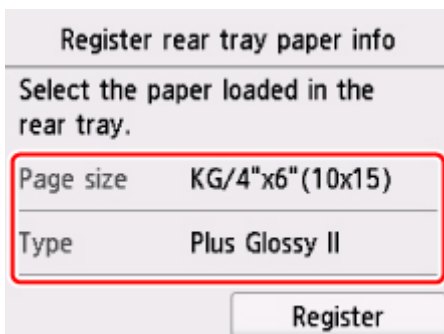 Register rear tray paper info
Select the paper loaded in the
rear tray.
Page size KG/4"x6"(10x15)
Type Plus Glossy II
Register